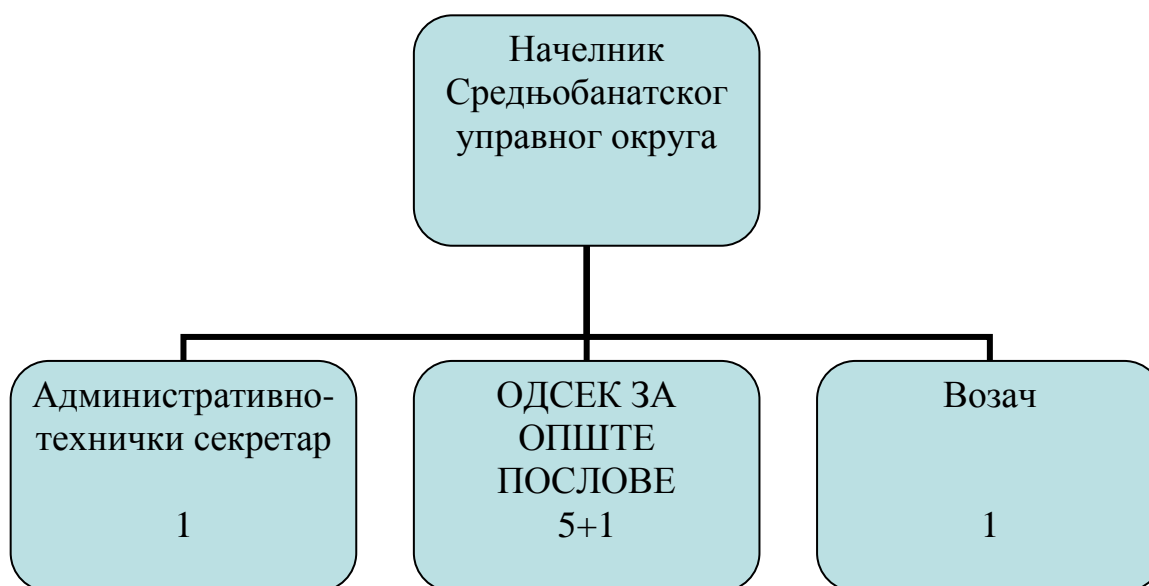 Начелник
Средњобанатског
управног округа
Административно-
технички секретар
1
ОДСЕК ЗА
ОПШТЕ
ПОСЛОВЕ
5+1
Возач
1